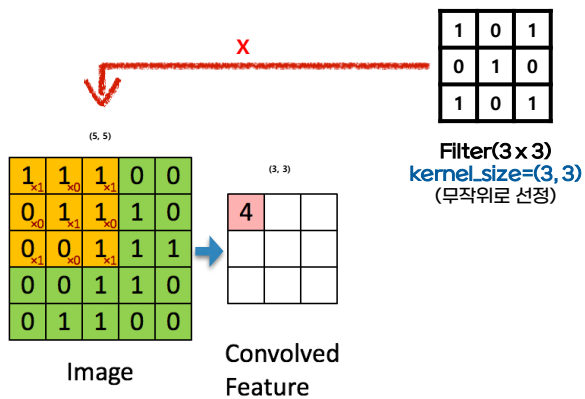 X
1 0 1
0 1 0
1 0 1
Filter(3 x 3)
kernel_size=(3, 3)
(무작위로 선정)
(5, 5)
1×1 1×0 1×1 0 0
0×0 1×1 1×0 1 0
0×1 0×0 1×1 1 1
0 0 1 1 0
0 1 1 0 0
Image
(3, 3)
4
Convolved
Feature